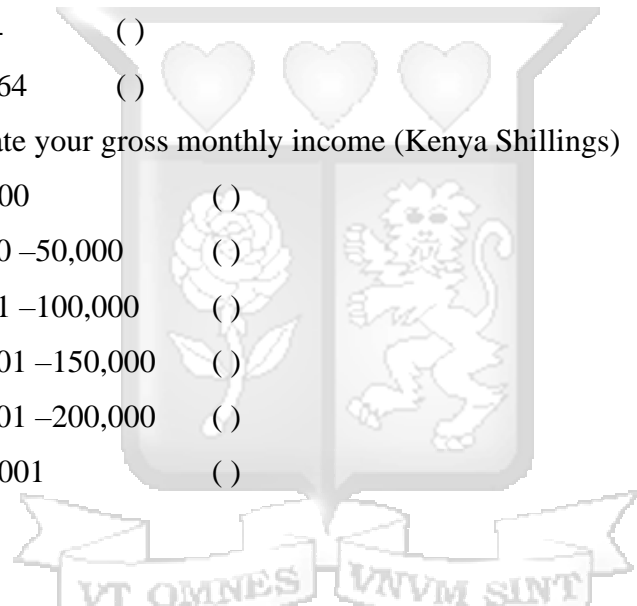 ( )
64 ( )
ate your gross monthly income (Kenya Shillings)
00 ( )
0 –50,000 ( )
1 –100,000 ( )
01 –150,000 ( )
01 –200,000 ( )
001 ( )
VT OMNES VNVM SINT